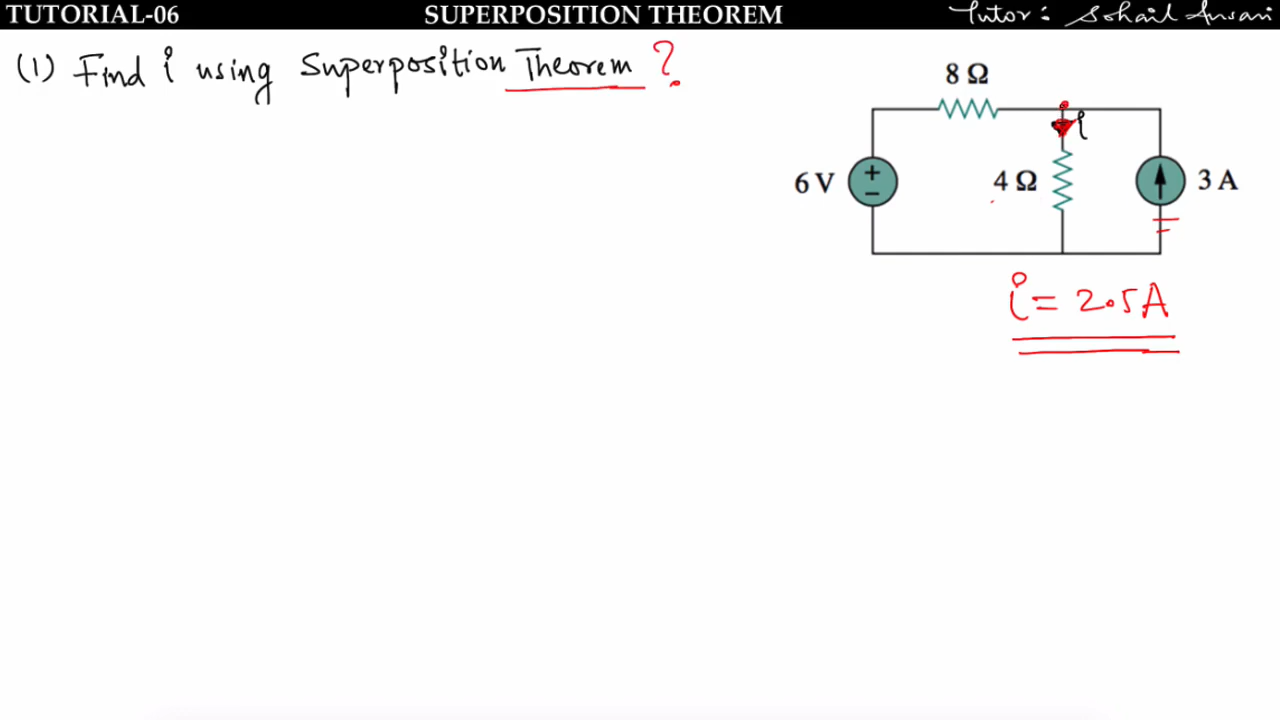 TUTORIAL-06 SUPERPOSITION THEOREM Tutor: Sohail Ansari
(1) Find i using Superposition Theorem ?
8 Ω
i
6 V + − 4 Ω 3 A
i = 2.5A